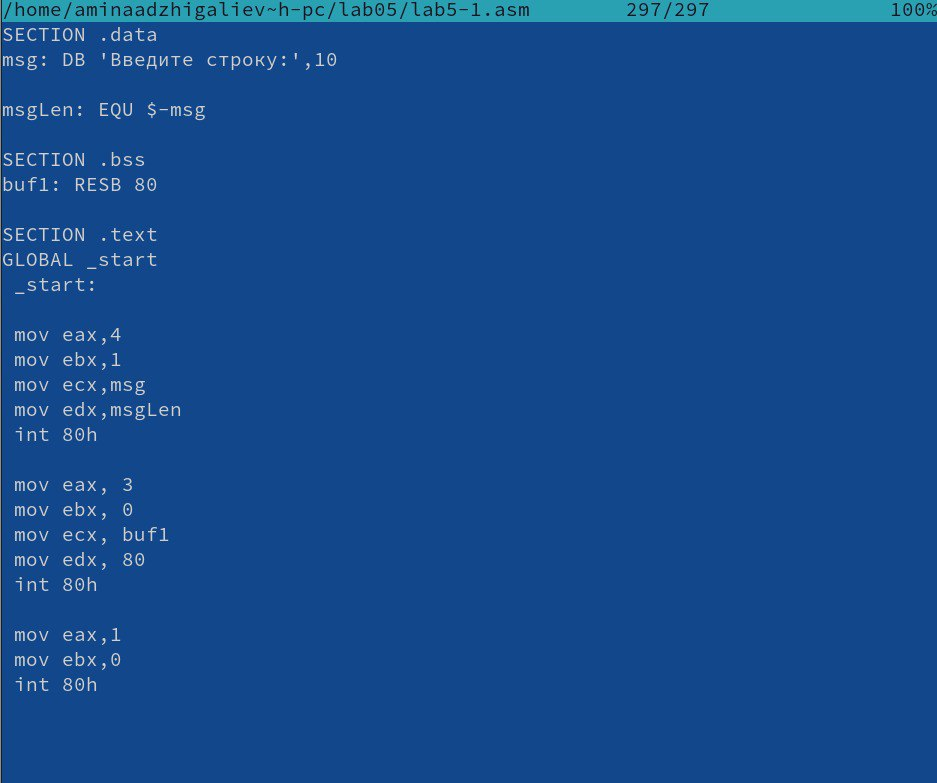 /home/aminaadzhigaliev~h-pc/lab05/lab5-1.asm 297/297 100%
SECTION .data
msg: DB 'Введите строку:',10
msgLen: EQU $-msg
SECTION .bss
buf1: RESB 80
SECTION .text
GLOBAL _start
_start:
mov eax,4
mov ebx,1
mov ecx,msg
mov edx,msgLen
int 80h
mov eax, 3
mov ebx, 0
mov ecx, buf1
mov edx, 80
int 80h
mov eax,1
mov ebx,0
int 80h